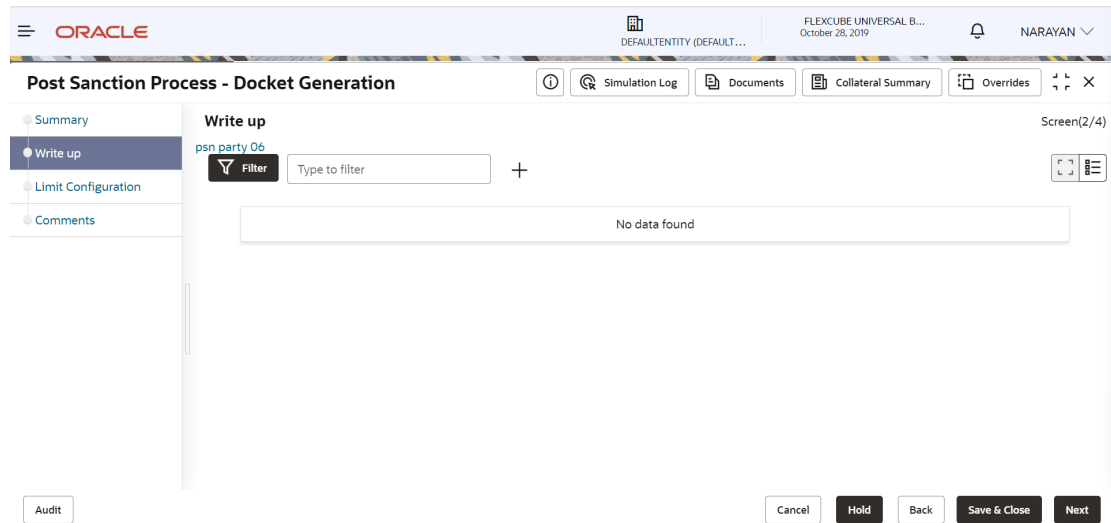 ORACLE
DEFAULTENTITY (DEFAULT...
FLEXCUBE UNIVERSAL B...
October 28, 2019
NARAYAN
Post Sanction Process - Docket Generation
Simulation Log
Documents
Collateral Summary
Overrides
Summary
Write up
Limit Configuration
Comments
Write up
Screen(2/4)
psn party 06
Filter
Type to filter
No data found
Audit
Cancel
Hold
Back
Save & Close
Next